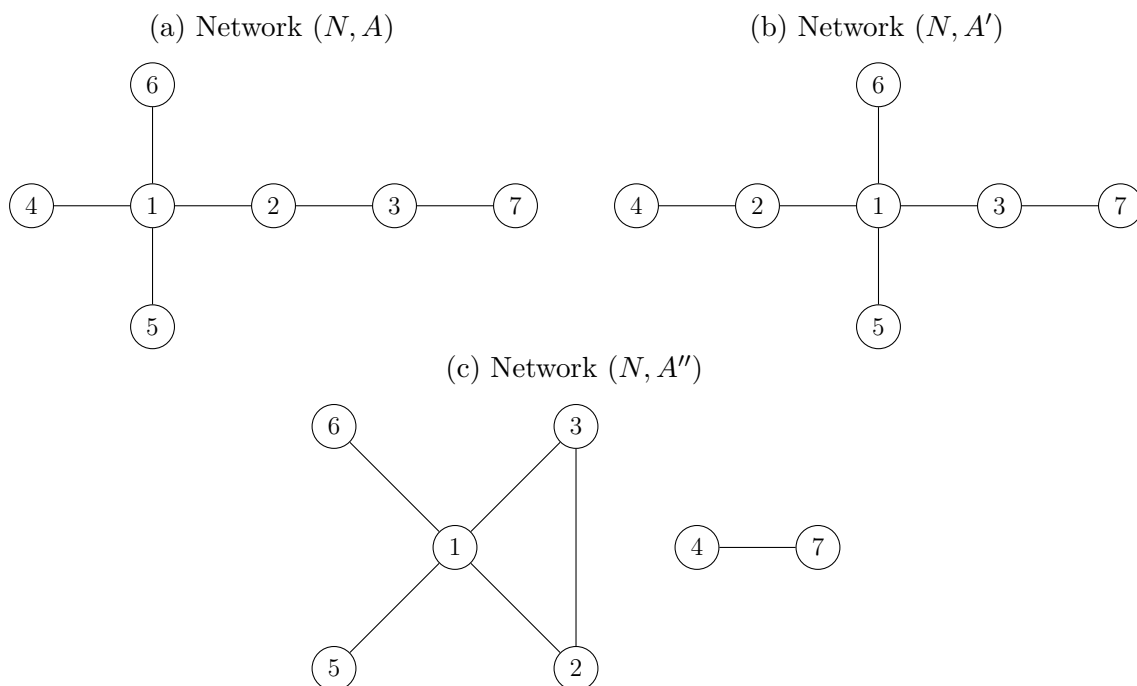 (a) Network (N, A)
(b) Network (N, A′)
6
6
4 1 2 3 7
4 2 1 3 7
5
5
(c) Network (N, A′′)
6 3
1 4 7
5 2